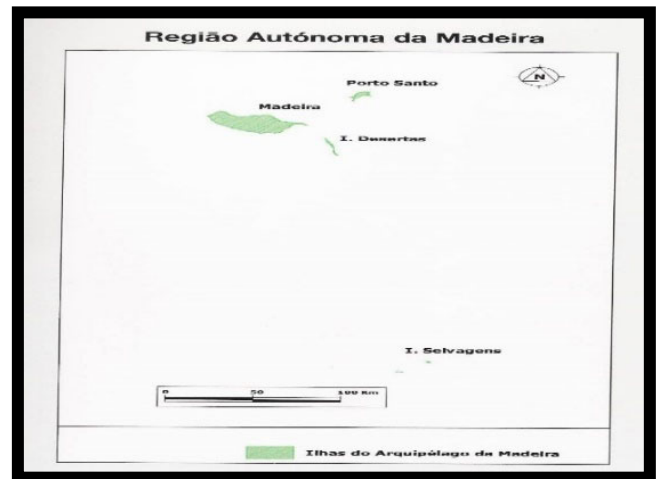 Região Autónoma da Madeira
Porto Santo
N
Madeira
I. Desertas
I. Selvagens
0 50 100 Km
Ilhas do Arquipélago da Madeira